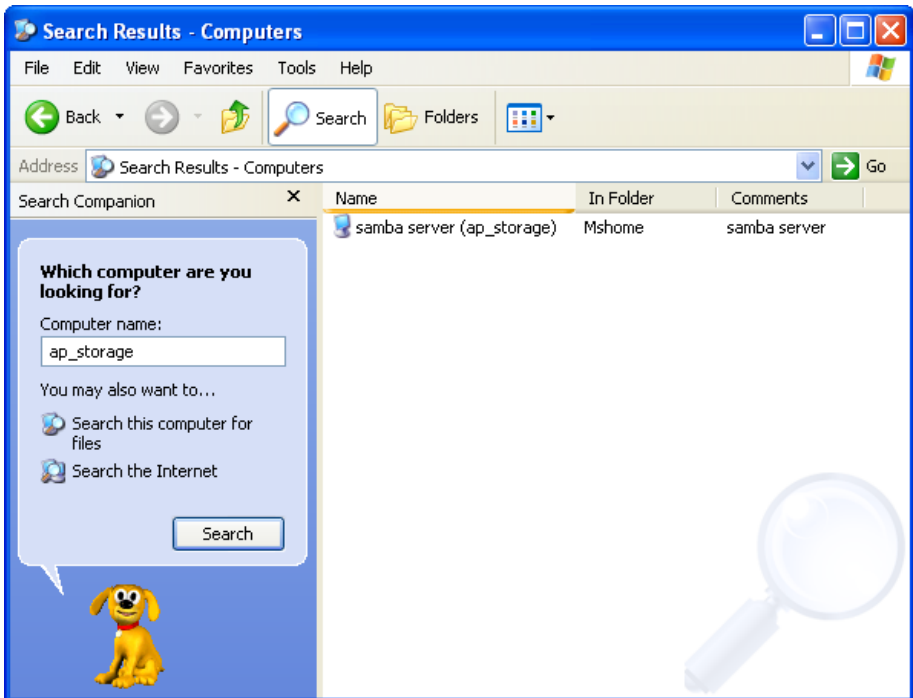 Search Results - Computers
File Edit View Favorites Tools Help
Back Search Folders
Address Search Results - Computers Go
Search Companion
Name In Folder Comments
samba server (ap_storage) Mshome samba server
Which computer are you
looking for?
Computer name:
ap_storage
You may also want to...
Search this computer for
files
Search the Internet
Search